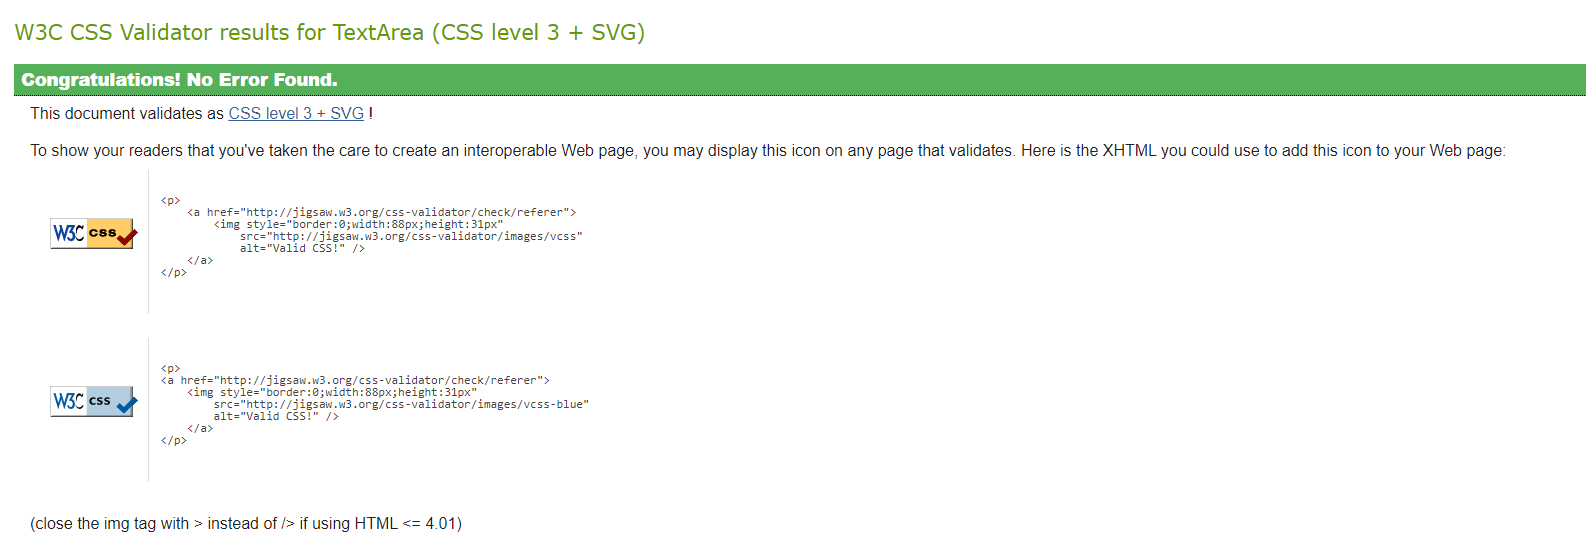 W3C CSS Validator results for TextArea (CSS level 3 + SVG)
Congratulations! No Error Found.
This document validates as CSS level 3 + SVG !
To show your readers that you've taken the care to create an interoperable Web page, you may display this icon on any page that validates. Here is the XHTML you could use to add this icon to your Web page:
W3C css
<p>
    <a href="http://jigsaw.w3.org/css-validator/check/referer">
        <img style="border:0;width:88px;height:31px"
            src="http://jigsaw.w3.org/css-validator/images/vcss"
            alt="Valid CSS!" />
    </a>
</p>
W3C css
<p>
<a href="http://jigsaw.w3.org/css-validator/check/referer">
    <img style="border:0;width:88px;height:31px"
        src="http://jigsaw.w3.org/css-validator/images/vcss-blue"
        alt="Valid CSS!" />
    </a>
</p>
(close the img tag with > instead of /> if using HTML <= 4.01)